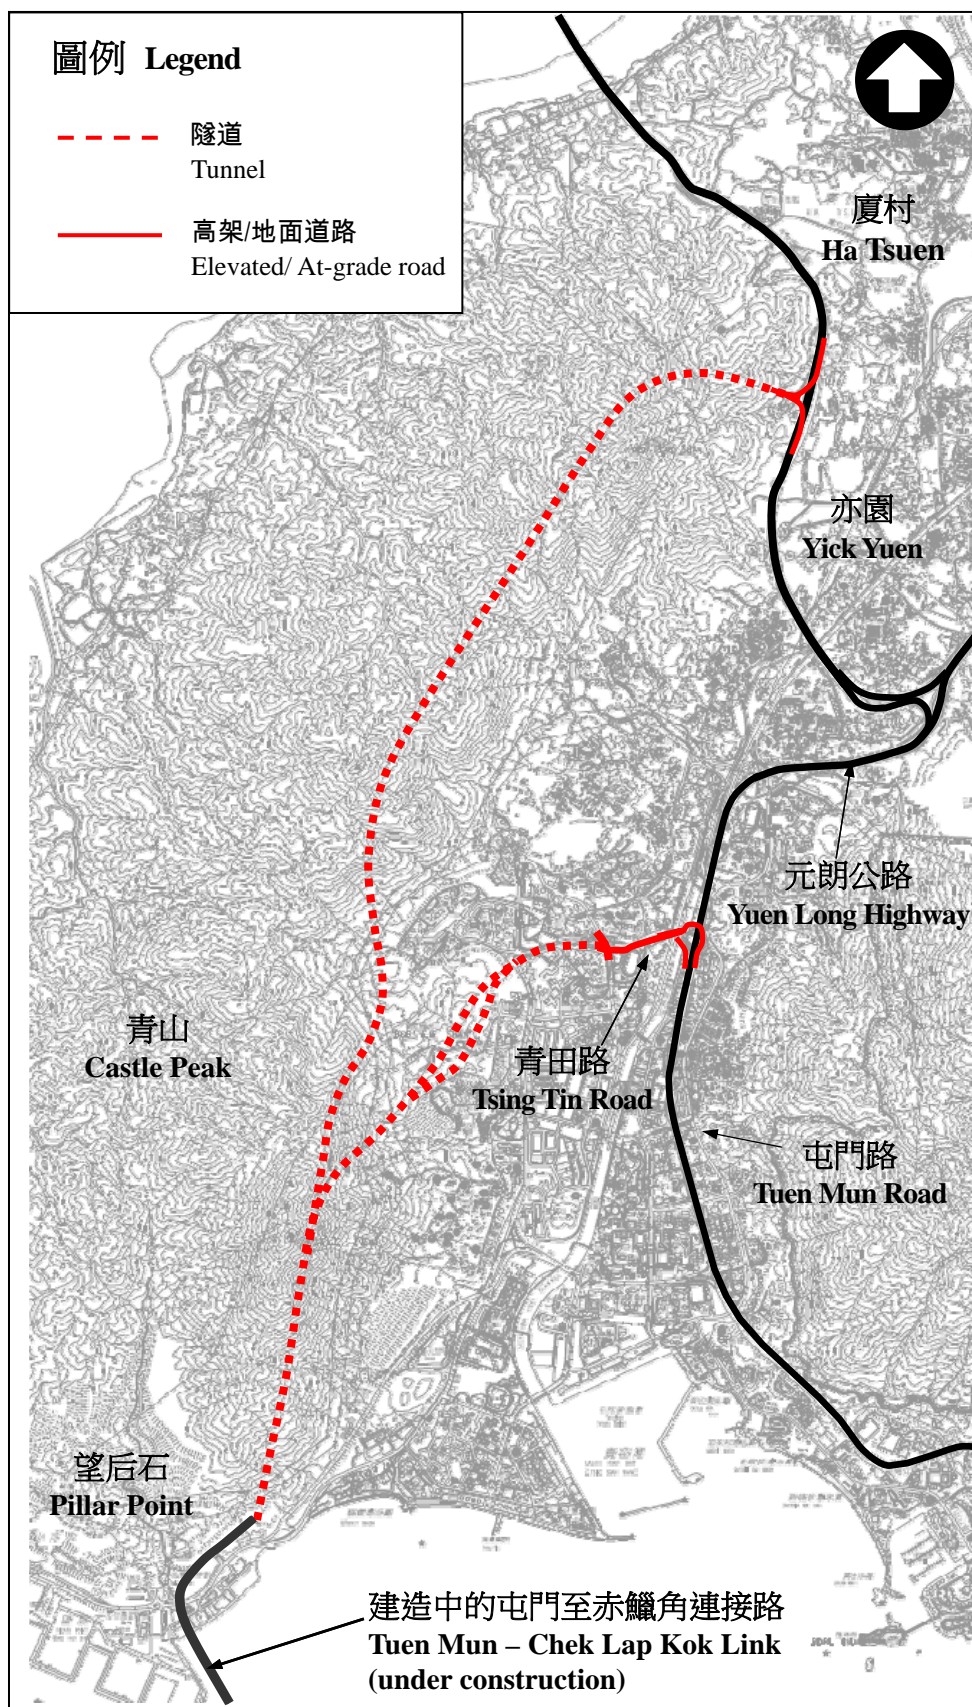 圖例 Legend
隧道
Tunnel
高架/地面道路
Elevated/ At-grade road
廈村
Ha Tsuen
亦園
Yick Yuen
元朗公路
Yuen Long Highway
青山
Castle Peak
青田路
Tsing Tin Road
屯門路
Tuen Mun Road
望后石
Pillar Point
建造中的屯門至赤鱲角連接路
Tuen Mun – Chek Lap Kok Link
(under construction)